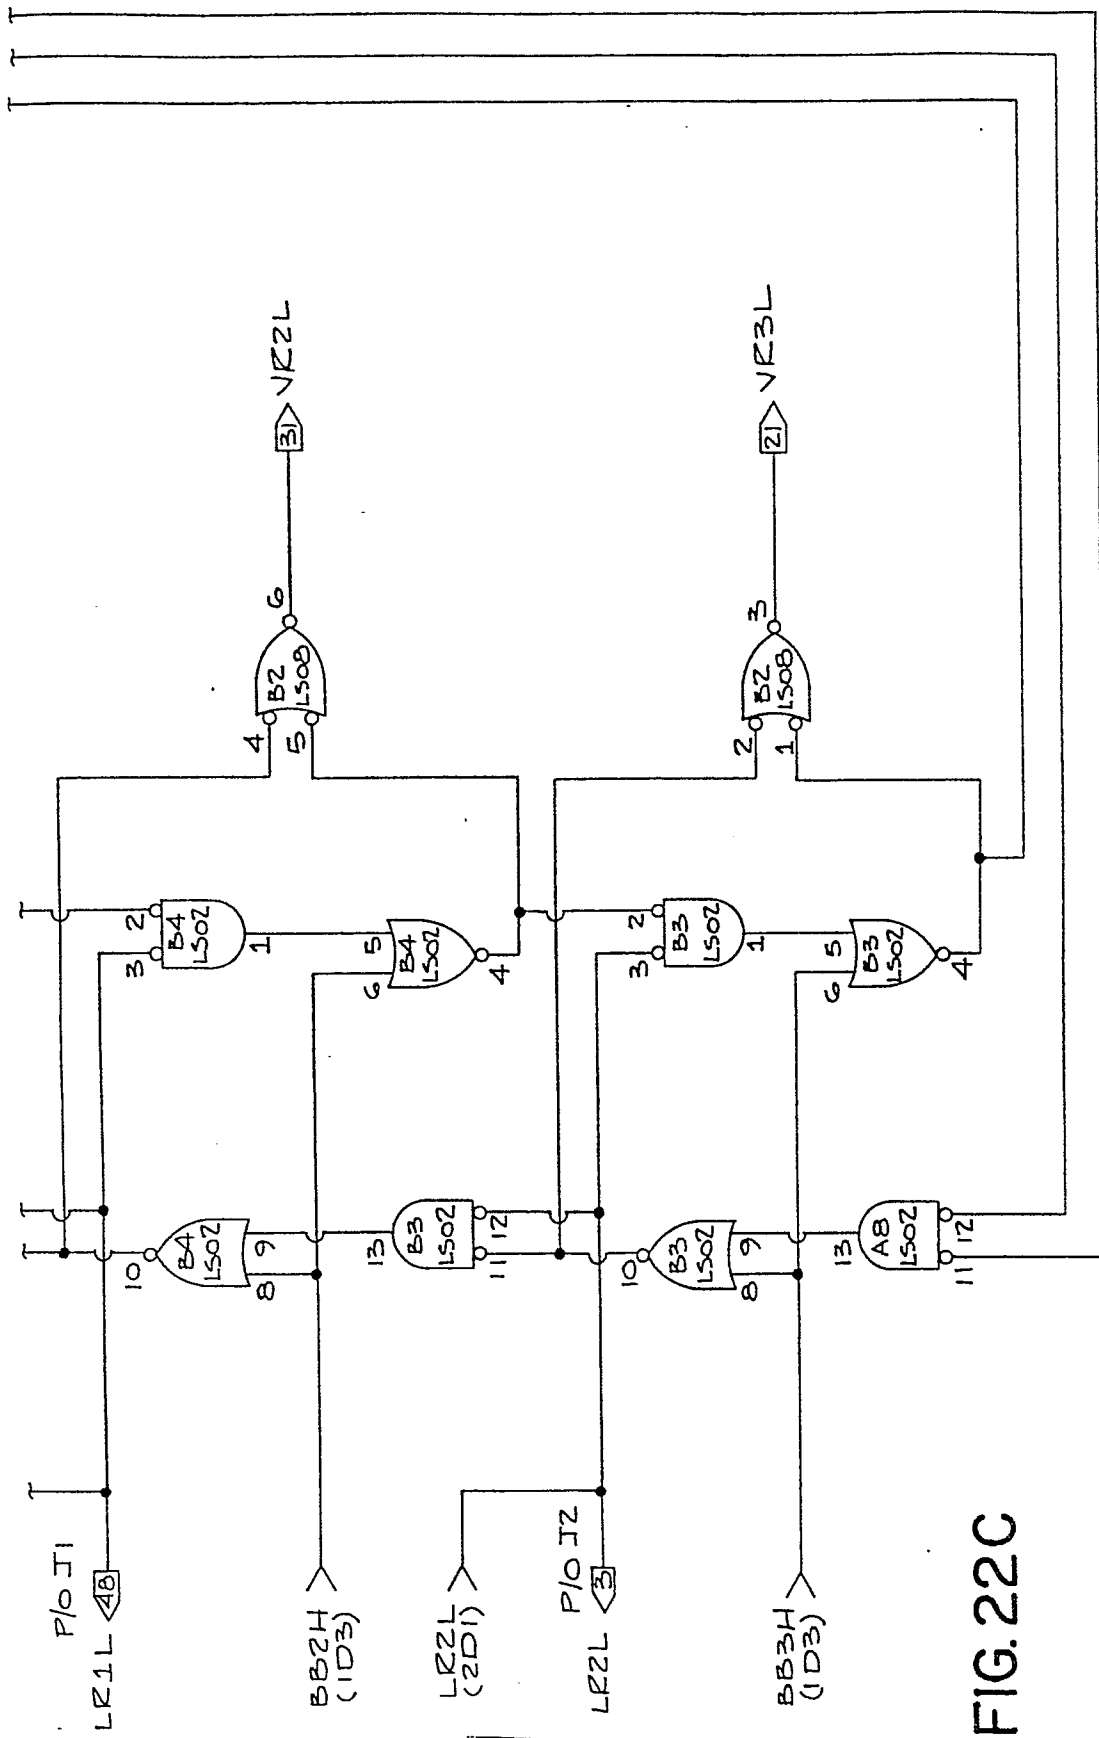 P/O J1
LR1L
48
BB2H
(1D3)
LR2L
(2D1)
P/O J2
LR2L
3
BB3H
(1D3)
10
B4
LS02
9
8
13
B3
LS02
12
11
10
B3
LS02
9
8
13
A8
LS02
12
11
2
3
B4
LS02
1
5
6
B4
LS02
4
2
3
B3
LS02
1
5
6
B3
LS02
4
4
5
B2
LS08
6
31
VR2L
2
1
B2
LS08
3
21
VR3L
FIG. 22C